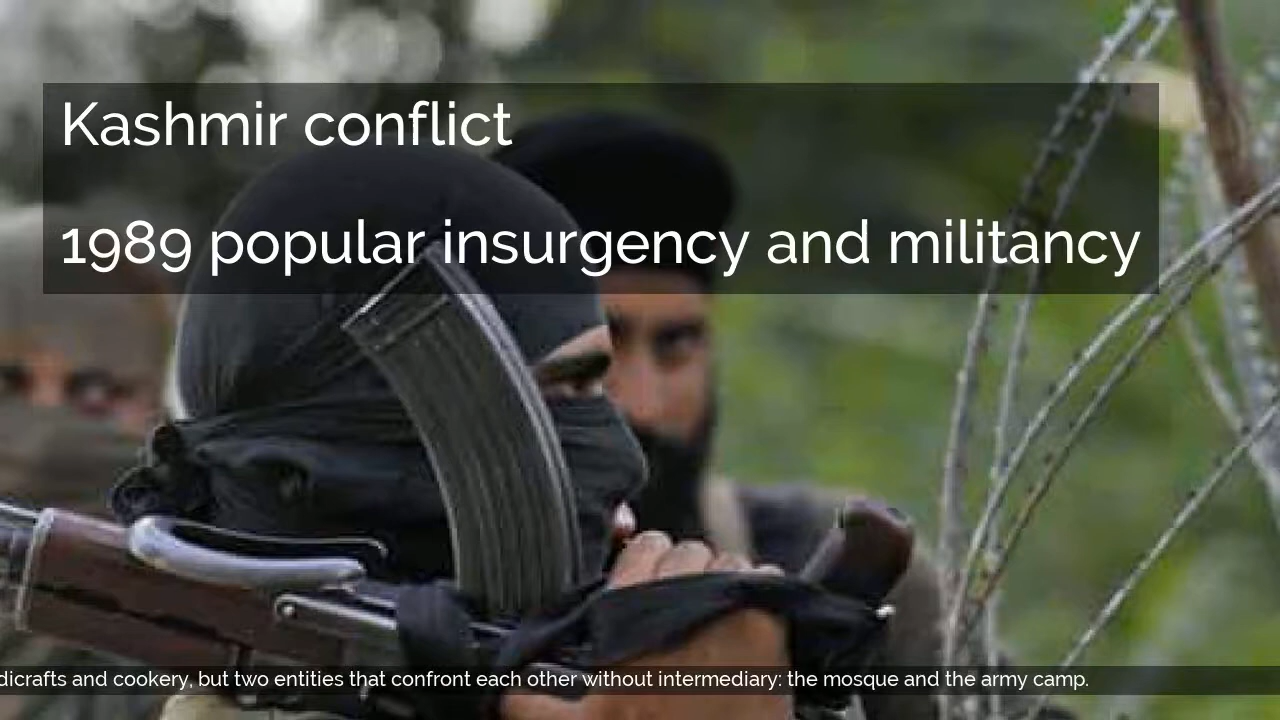 Kashmir conflict
1989 popular insurgency and militancy
dicrafts and cookery, but two entities that confront each other without intermediary: the mosque and the army camp.